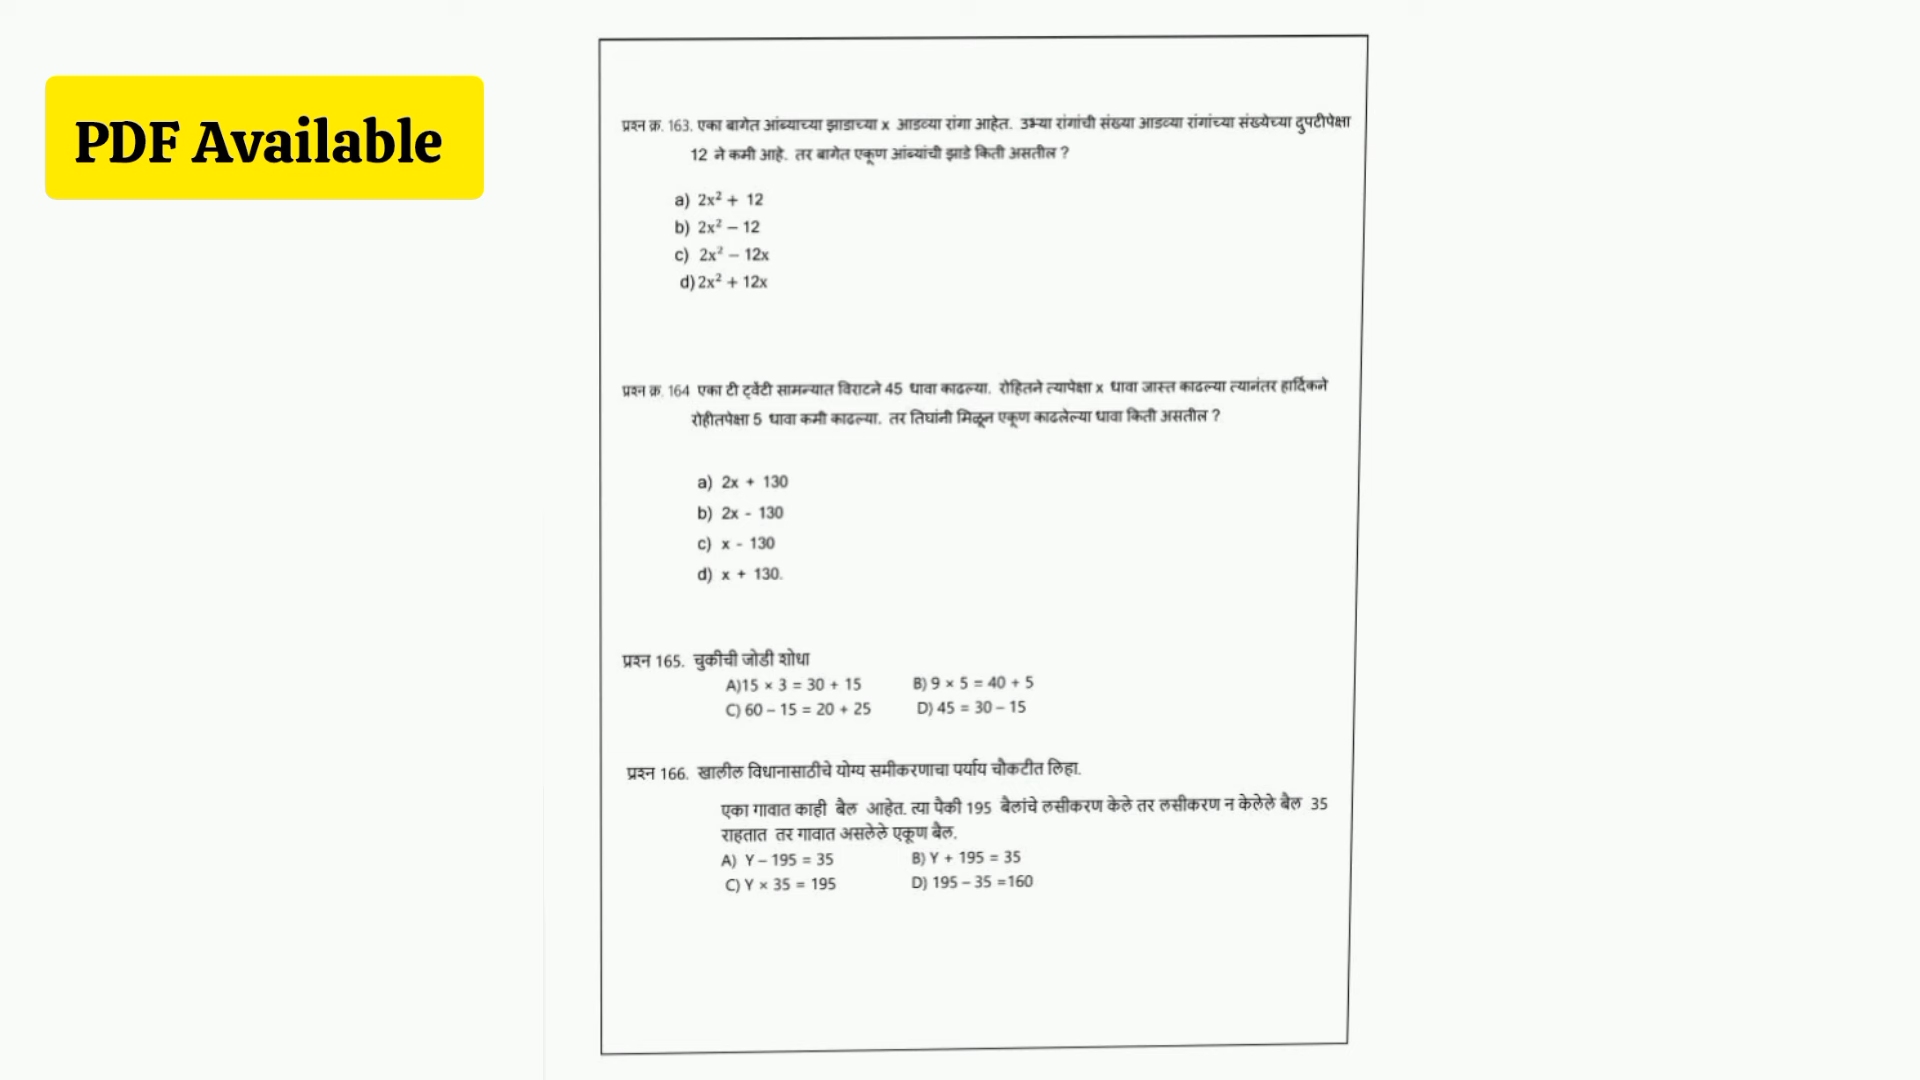 PDF Available
प्रश्न क्र. 163. एका बागेत आंब्याच्या झाडाच्या x आडव्या रांगा आहेत. उभ्या रांगांची संख्या आडव्या रांगांच्या संख्येच्या दुपटीपेक्षा
12 ने कमी आहे. तर बागेत एकूण आंब्यांची झाडे किती असतील ?
a) 2x² + 12
b) 2x² – 12
c) 2x² – 12x
d) 2x² + 12x
प्रश्न क्र. 164 एका टी ट्वेंटी सामन्यात विराटने 45 धावा काढल्या. रोहितने त्यापेक्षा x धावा जास्त काढल्या त्यानंतर हार्दिकने
रोहीतपेक्षा 5 धावा कमी काढल्या. तर तिघांनी मिळून एकूण काढलेल्या धावा किती असतील ?
a) 2x + 130
b) 2x - 130
c) x - 130
d) x + 130.
प्रश्न 165. चुकीची जोडी शोधा
A)15 × 3 = 30 + 15 B) 9 × 5 = 40 + 5
C) 60 – 15 = 20 + 25 D) 45 = 30 – 15
प्रश्न 166. खालील विधानासाठीचे योग्य समीकरणाचा पर्याय चौकटीत लिहा.
एका गावात काही बैल आहेत. त्या पैकी 195 बैलांचे लसीकरण केले तर लसीकरण न केलेले बैल 35
राहतात तर गावात असलेले एकूण बैल.
A) Y – 195 = 35 B) Y + 195 = 35
C) Y × 35 = 195 D) 195 – 35 =160